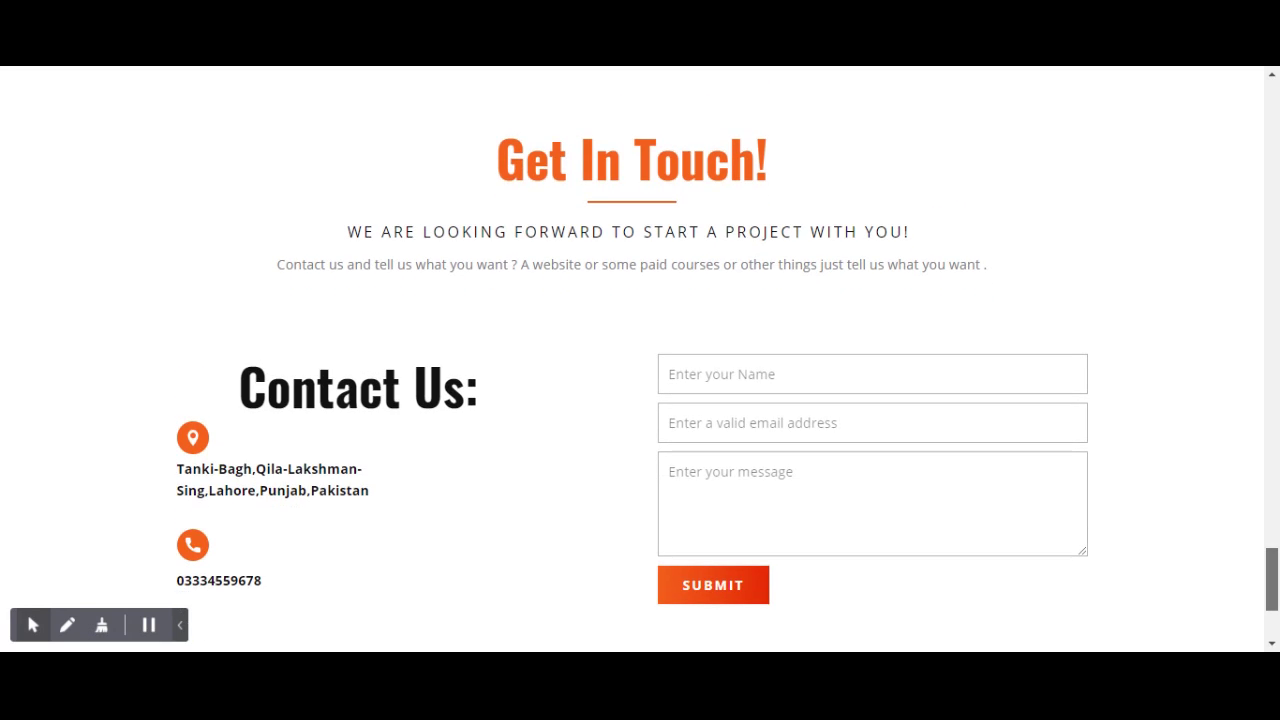 Get In Touch!
WE ARE LOOKING FORWARD TO START A PROJECT WITH YOU!
Contact us and tell us what you want ? A website or some paid courses or other things just tell us what you want .
Contact Us:
Tanki-Bagh,Qila-Lakshman-
Sing,Lahore,Punjab,Pakistan
03334559678
Enter your Name
Enter a valid email address
Enter your message
SUBMIT